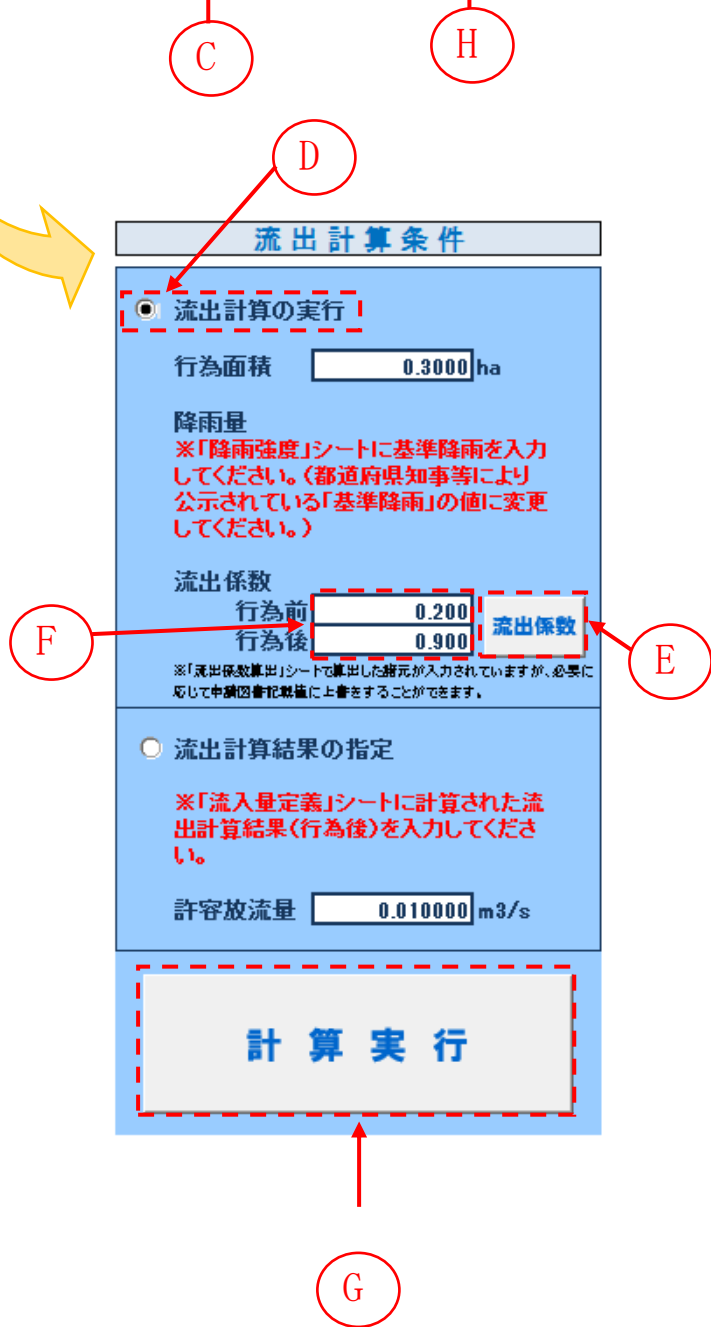 C
H
D
流出計算条件
流出計算の実行
行為面積 0.3000 ha
降雨量
※「降雨強度」シートに基準降雨を入力
してください。(都道府県知事等により
公示されている「基準降雨」の値に変更
してください。)
流出係数
行為前 0.200
行為後 0.900
流出係数
F
E
※「流出係数算出」シートで算出した諸元が入力されていますが、必要に
応じて申請図書記載値に上書をすることができます。
流出計算結果の指定
※「流入量定義」シートに計算された流
出計算結果(行為後)を入力してくださ
い。
許容放流量 0.010000 m3/s
計算実行
G